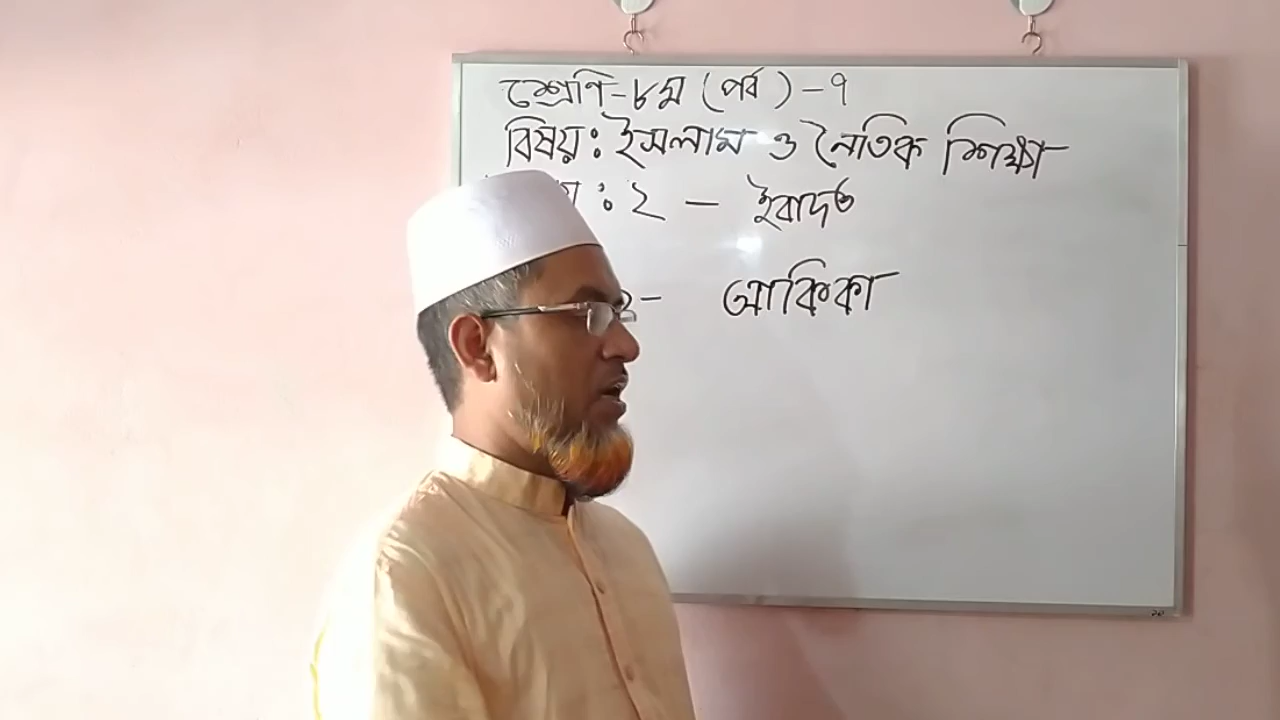 শ্রেণি-৮ম (পর্ব)-৭
বিষয়ঃ ইসলাম ও নৈতিক শিক্ষা
ঃ ২ - ইবাদত
- আকিকা